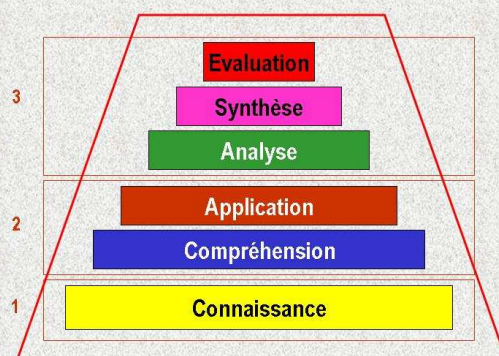 3
Evaluation
Synthèse
Analyse
2
Application
Compréhension
1
Connaissance